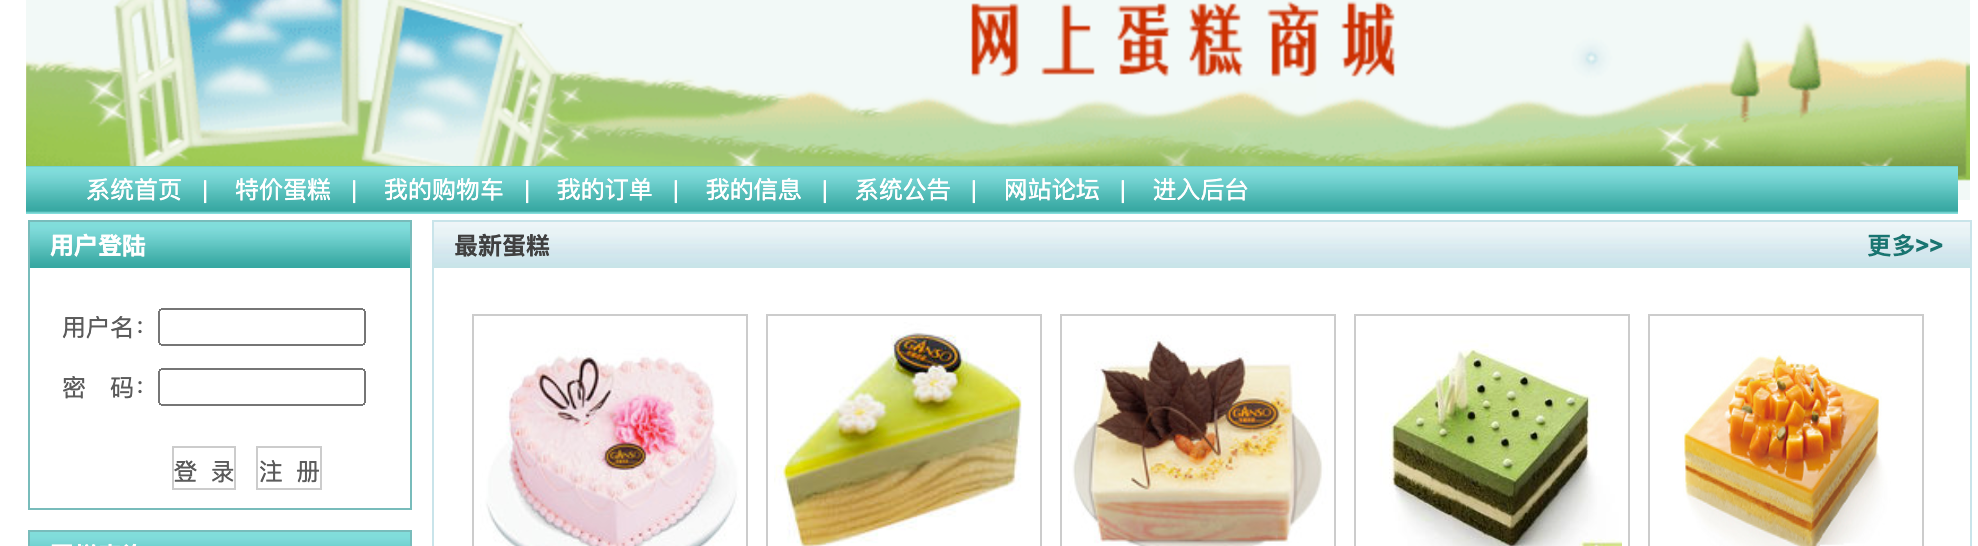 网上蛋糕商城
系统首页 | 特价蛋糕 | 我的购物车 | 我的订单 | 我的信息 | 系统公告 | 网站论坛 | 进入后台
用户登陆
用户名：
密 码：
登 录 注 册
最新蛋糕 更多>>
GANSO
GANSO
GANSO